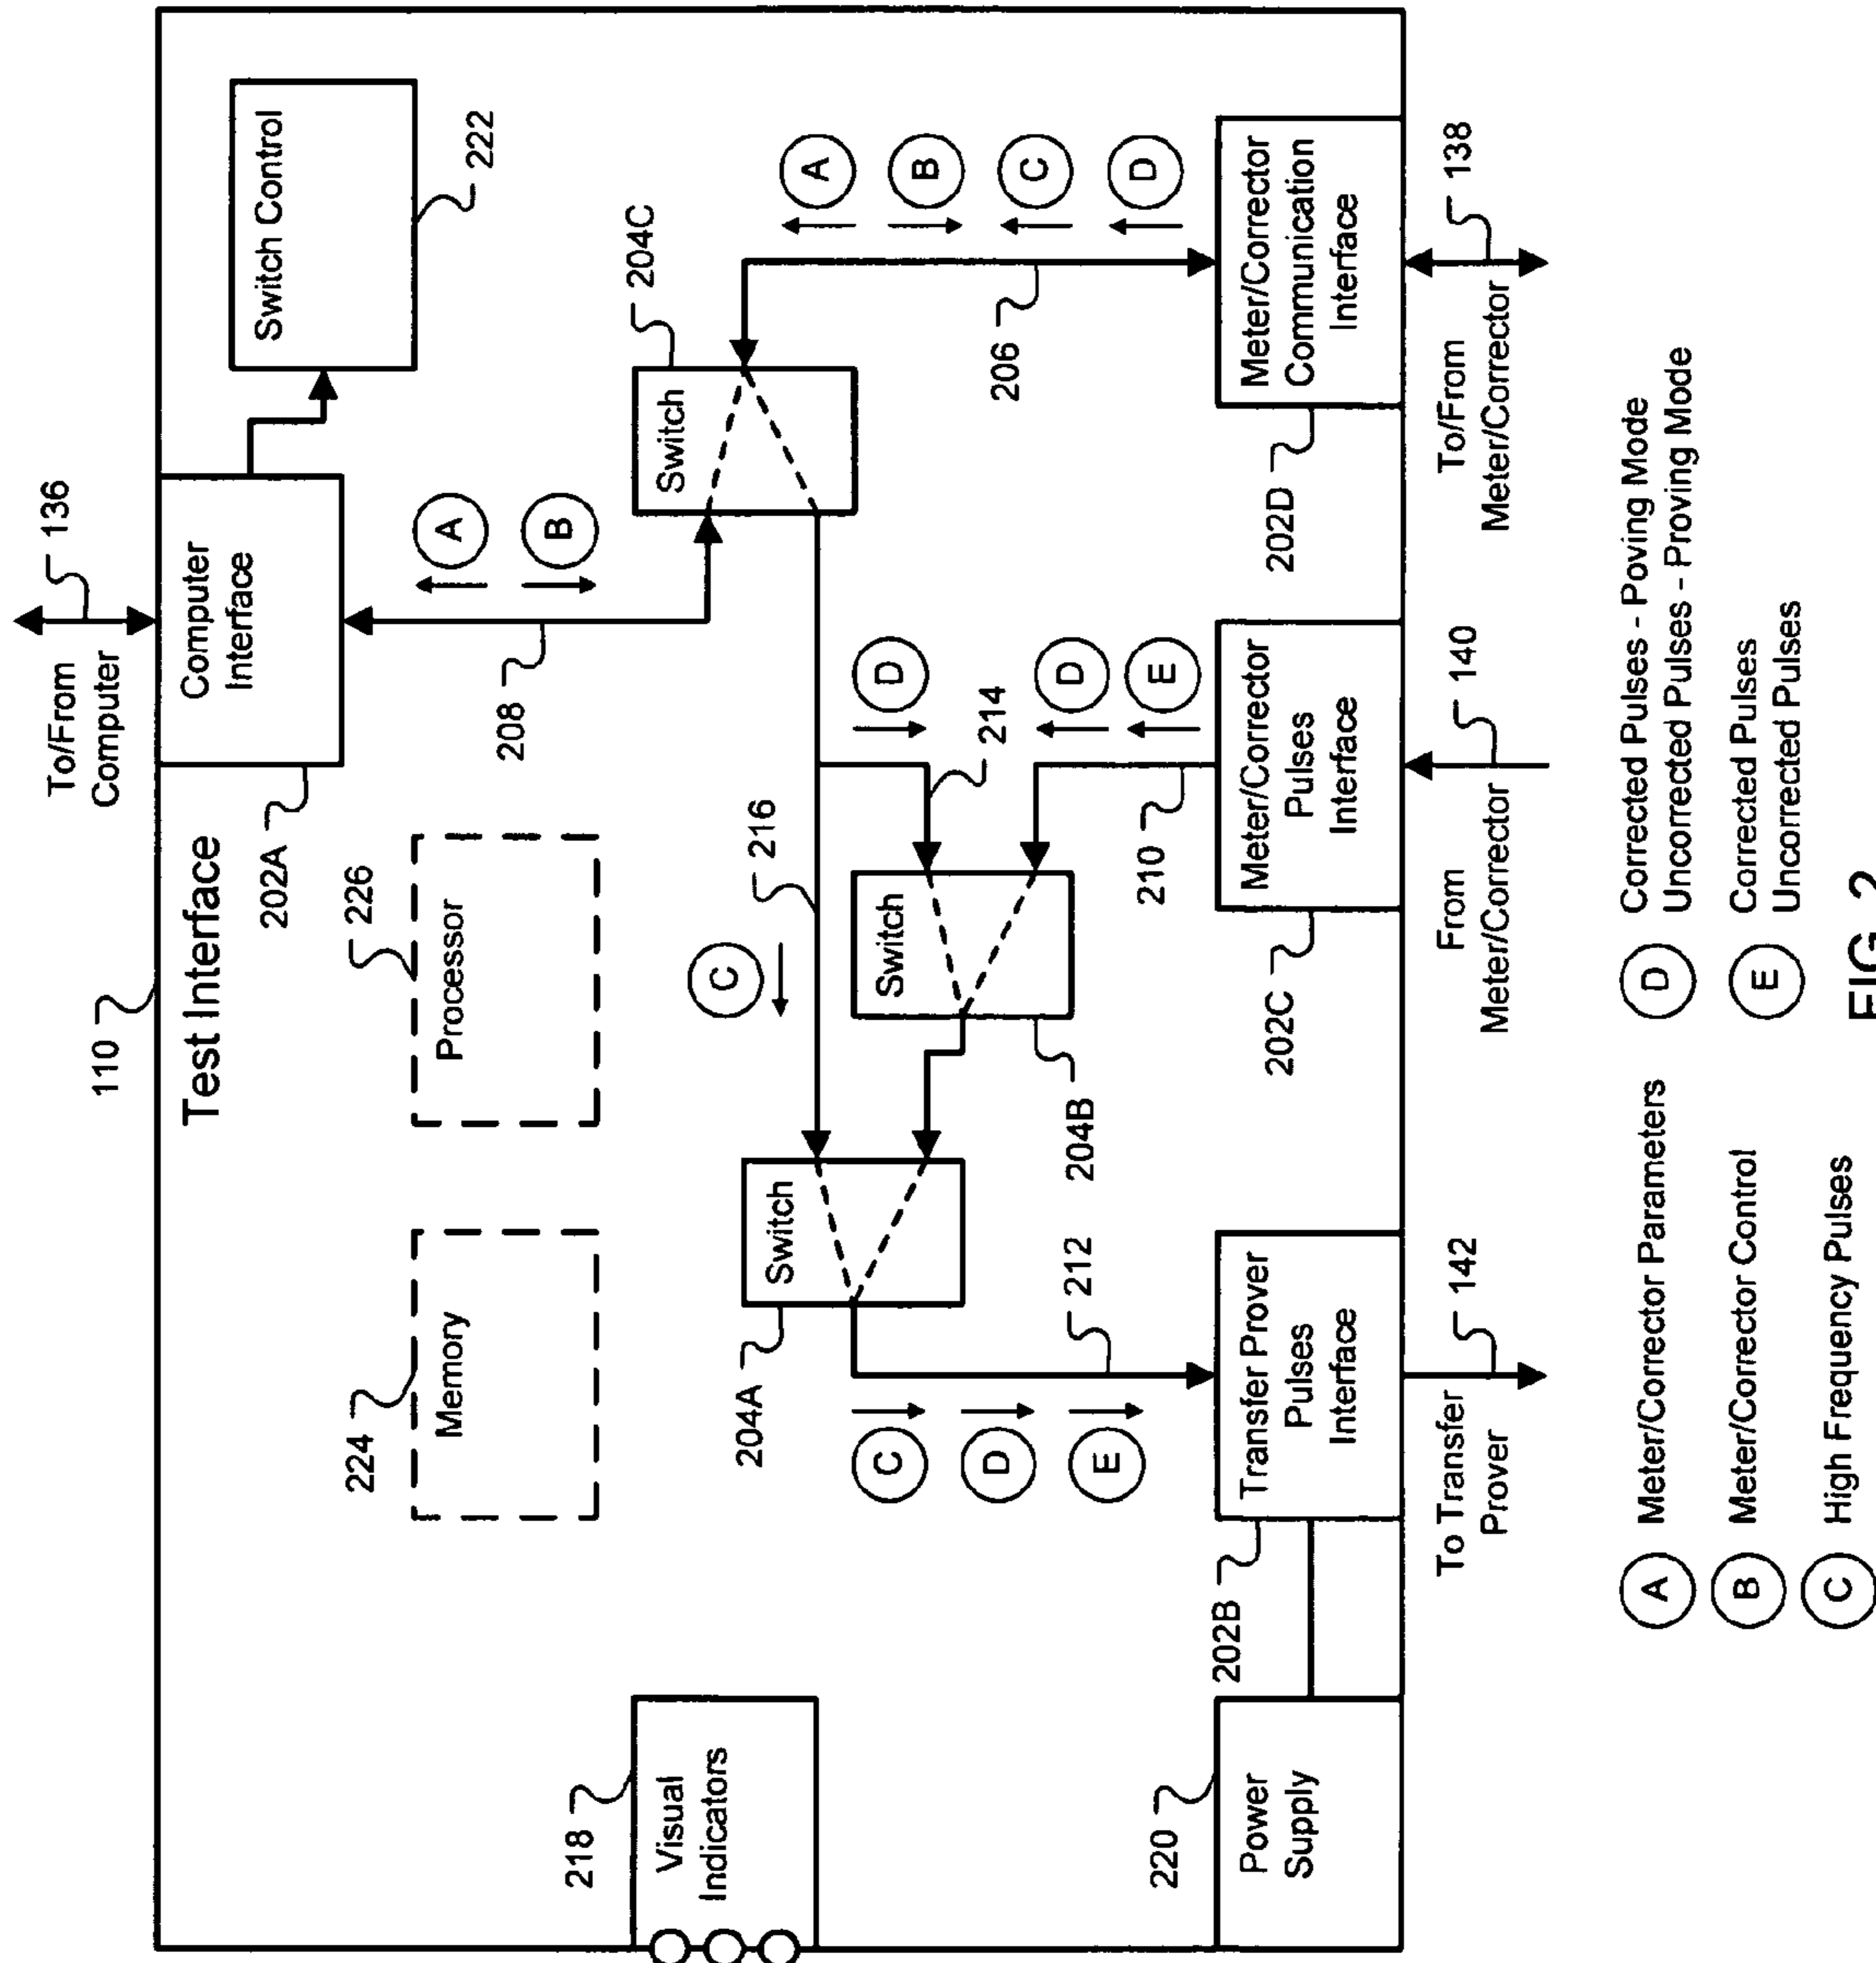 110
To/From
Computer
136
Test Interface
202A
Computer
Interface
Switch Control
222
224
Memory
226
Processor
208
A
B
204C
Switch
218
Visual
Indicators
204A
Switch
C
216
Switch
204B
D
214
206
A
B
C
D
C
D
E
212
210
D
E
220
Power
Supply
202B
Transfer Prover
Pulses
Interface
202C
Meter/Corrector
Pulses
Interface
202D
Meter/Corrector
Communication
Interface
To Transfer
Prover
142
From
Meter/Corrector
140
To/From
Meter/Corrector
138
A Meter/Corrector Parameters
B Meter/Corrector Control
C High Frequency Pulses
D Corrected Pulses - Poving Mode
Uncorrected Pulses - Proving Mode
E Corrected Pulses
Uncorrected Pulses
FIG. 2